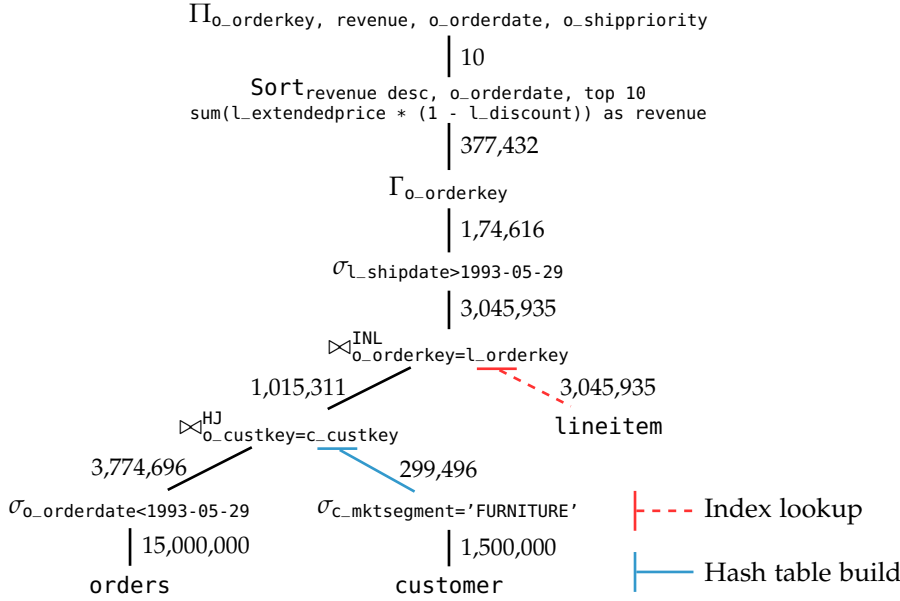 Πo_orderkey, revenue, o_orderdate, o_shippriority
10
Sortrevenue desc, o_orderdate, top 10
sum(l_extendedprice * (1 - l_discount)) as revenue
377,432
Γo_orderkey
1,74,616
σl_shipdate>1993-05-29
3,045,935
⋈INL o_orderkey=l_orderkey
1,015,311
3,045,935
lineitem
⋈HJ o_custkey=c_custkey
3,774,696
299,496
σo_orderdate<1993-05-29
σc_mktsegment='FURNITURE'
Index lookup
15,000,000
1,500,000
Hash table build
orders
customer